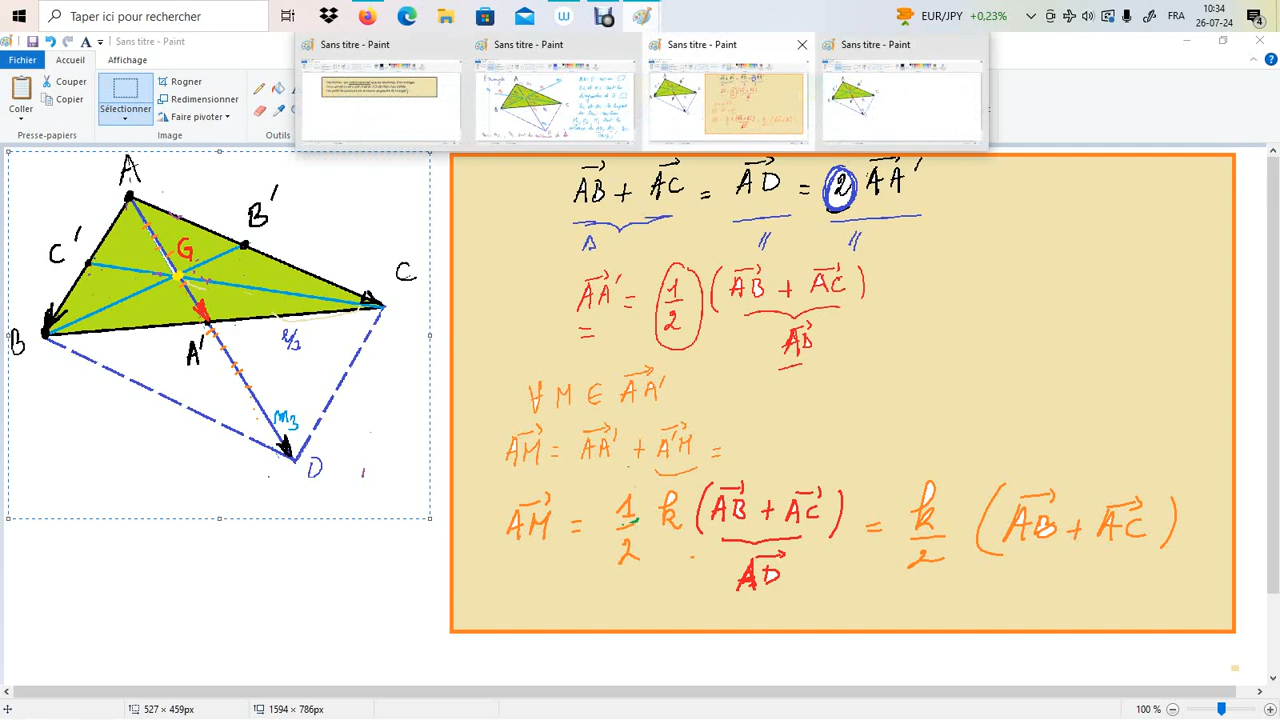 Taper ici pour rechercher
W
EUR/JPY +0,23%
FRA
10:34
26-07-24
4
Sans titre - Paint
Fichier Accueil Affichage
Coller
Couper
Copier
Sélectionner
Rogner
Redimensionner
Faire pivoter
Presse-papiers
Image
Sans titre - Paint
Sans titre - Paint
Sans titre - Paint
Sans titre - Paint
A
B'
C'
G
C
B
A'
k/2
m3
D
AB + AC = AD = 2 AA'
AA' = 1/2 (AB + AC)
=
AD
∀ M ∈ AA'
AM = AA' + A'M =
AM = 1/2 k (AB + AC) = k/2 (AB + AC)
AD
527 × 459px
1594 × 786px
100 %